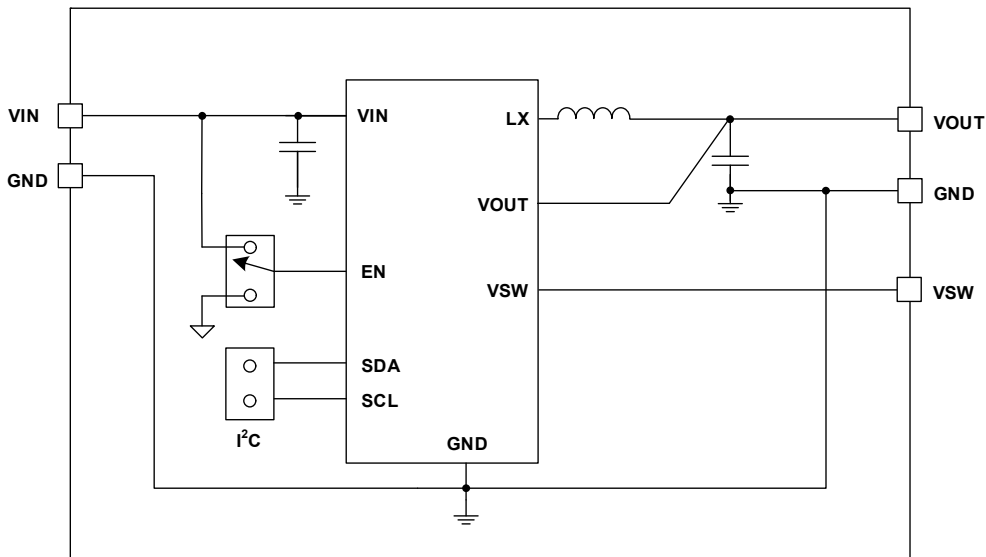 VIN
GND
VIN
EN
SDA
SCL
GND
LX
VOUT
VSW
I²C
VOUT
GND
VSW